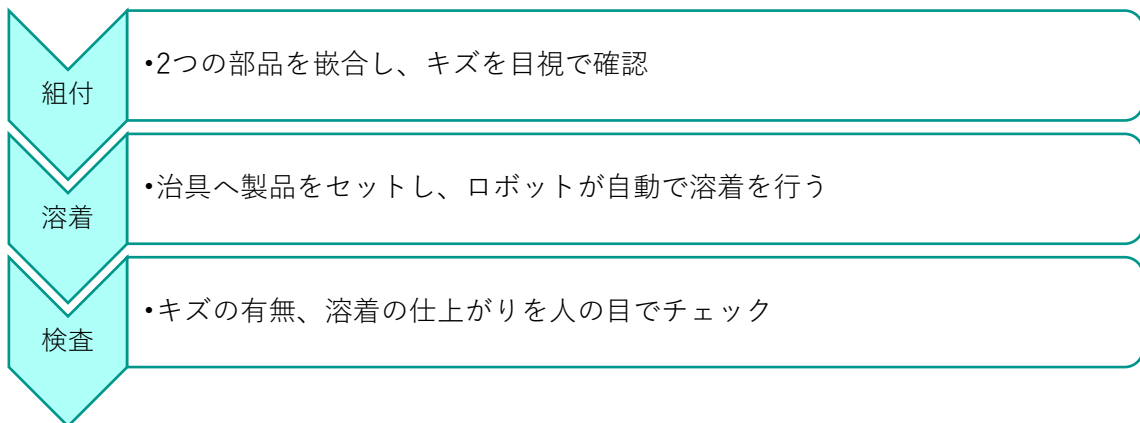 組付
•2つの部品を嵌合し、キズを目視で確認
溶着
•治具へ製品をセットし、ロボットが自動で溶着を行う
検査
•キズの有無、溶着の仕上がりを人の目でチェック